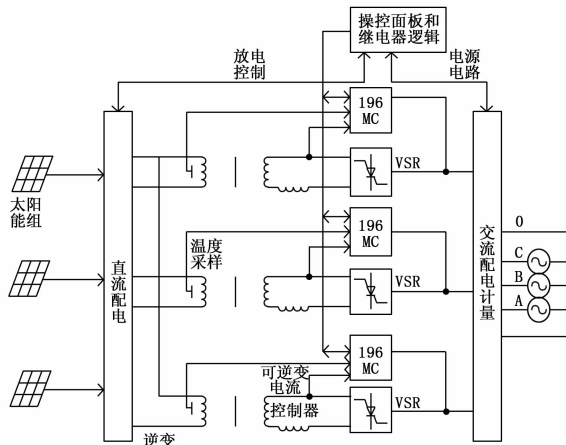 操控面板和
继电器逻辑
放电
控制
电源
电路
196
MC
VSR
太阳
能组
直流配电
温度
采样
196
MC
VSR
交流配电计量
O
C
B
A
196
MC
可逆变
电流
控制器
VSR
逆变